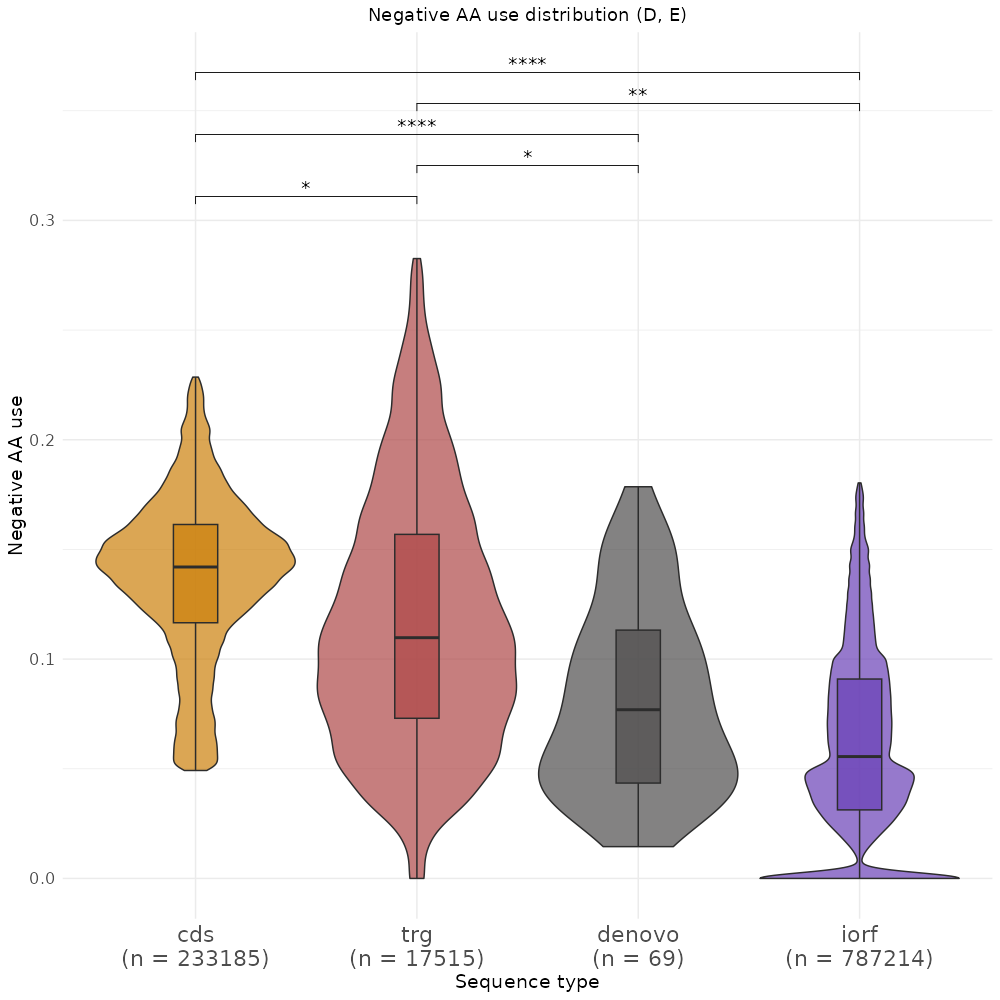 Negative AA use distribution (D, E)
****
**
****
*
*
0.3
0.2
0.1
0.0
Negative AA use
cds
(n = 233185)
trg
(n = 17515)
denovo
(n = 69)
iorf
(n = 787214)
Sequence type